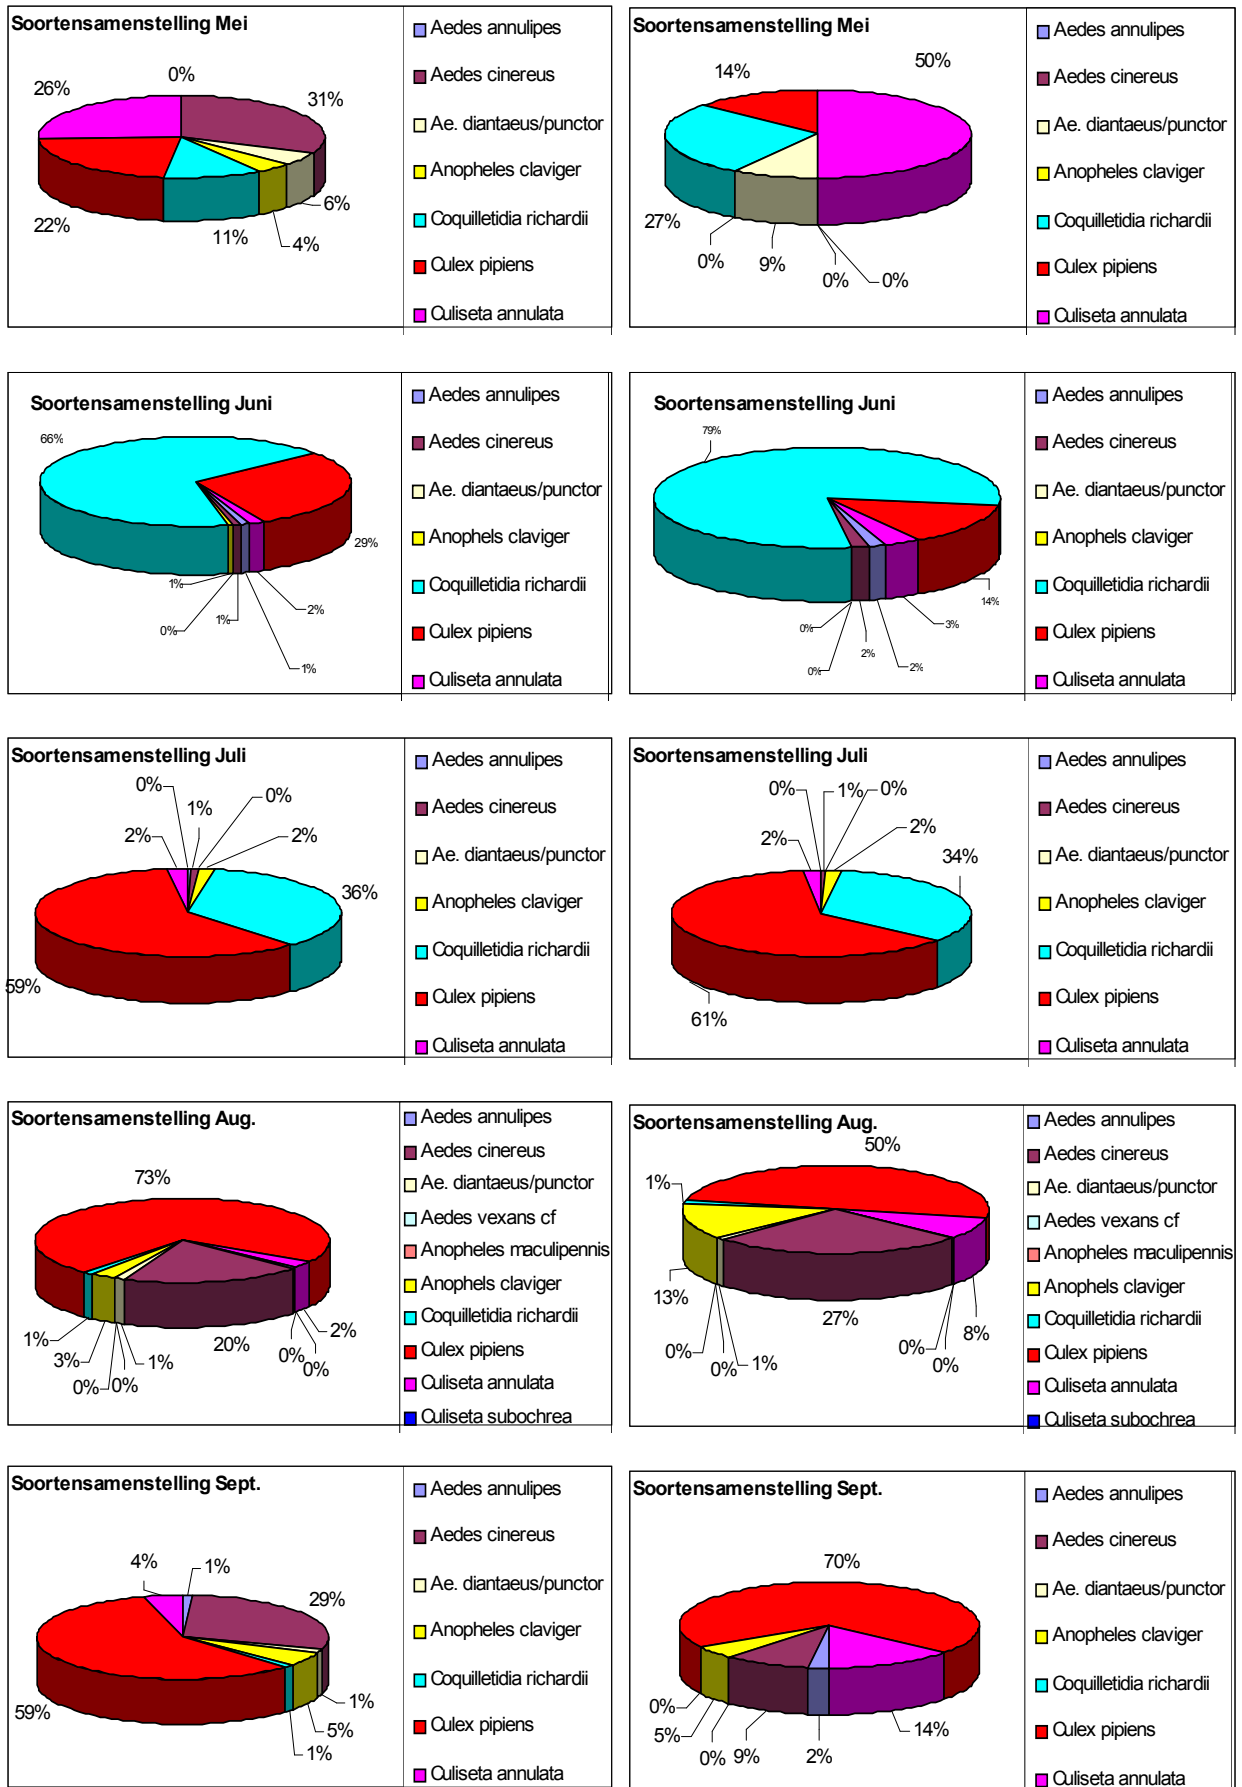 Soortensamenstelling Mei
0%
26%
31%
6%
22%
11%
4%
Aedes annulipes
Aedes cinereus
Ae. diantaeus/punctor
Anopheles claviger
Coquilletidia richardii
Culex pipiens
Culiseta annulata
Soortensamenstelling Mei
14%
50%
27%
0%
9%
0%
0%
Aedes annulipes
Aedes cinereus
Ae. diantaeus/punctor
Anopheles claviger
Coquilletidia richardii
Culex pipiens
Culiseta annulata
Soortensamenstelling Juni
66%
29%
1%
2%
0%
1%
1%
Aedes annulipes
Aedes cinereus
Ae. diantaeus/punctor
Anophels claviger
Coquilletidia richardii
Culex pipiens
Culiseta annulata
Soortensamenstelling Juni
79%
14%
0%
3%
2%
0%
2%
Aedes annulipes
Aedes cinereus
Ae. diantaeus/punctor
Anophels claviger
Coquilletidia richardii
Culex pipiens
Culiseta annulata
Soortensamenstelling Juli
0%
1%
0%
2%
2%
36%
59%
Aedes annulipes
Aedes cinereus
Ae. diantaeus/punctor
Anopheles claviger
Coquilletidia richardii
Culex pipiens
Culiseta annulata
Soortensamenstelling Juli
0%
1%
0%
2%
2%
34%
61%
Aedes annulipes
Aedes cinereus
Ae. diantaeus/punctor
Anopheles claviger
Coquilletidia richardii
Culex pipiens
Culiseta annulata
Soortensamenstelling Aug.
73%
1%
3%
0%
0%
1%
20%
0%
0%
2%
Aedes annulipes
Aedes cinereus
Ae. diantaeus/punctor
Aedes vexans cf
Anopheles maculipennis
Anophels claviger
Coquilletidia richardii
Culex pipiens
Culiseta annulata
Culiseta subochrea
Soortensamenstelling Aug.
50%
1%
13%
27%
8%
0%
0%
1%
0%
0%
Aedes annulipes
Aedes cinereus
Ae. diantaeus/punctor
Aedes vexans cf
Anopheles maculipennis
Anophels claviger
Coquilletidia richardii
Culex pipiens
Culiseta annulata
Culiseta subochrea
Soortensamenstelling Sept.
4%
1%
29%
59%
1%
5%
1%
Aedes annulipes
Aedes cinereus
Ae. diantaeus/punctor
Anopheles claviger
Coquilletidia richardii
Culex pipiens
Culiseta annulata
Soortensamenstelling Sept.
70%
0%
5%
0%
9%
2%
14%
Aedes annulipes
Aedes cinereus
Ae. diantaeus/punctor
Anopheles claviger
Coquilletidia richardii
Culex pipiens
Culiseta annulata